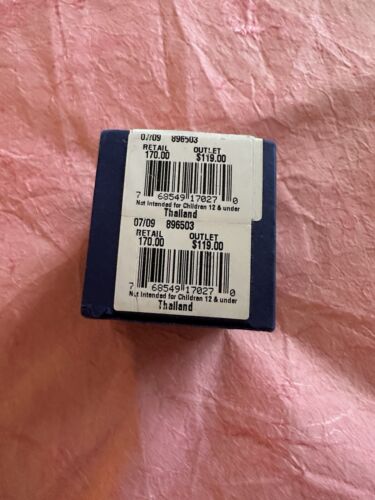 07/09 896503
RETAIL OUTLET
170.00 $119.00
7 68549 17027 0
Not Intended for Children 12 & under
Thailand
07/09 896503
RETAIL OUTLET
170.00 $119.00
7 68549 17027 0
Not Intended for Children 12 & under
Thailand